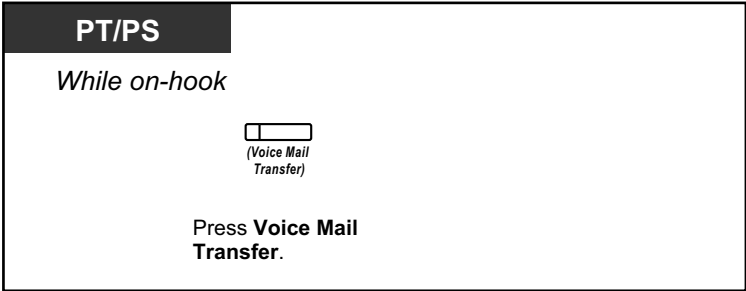 PT/PS
While on-hook
(Voice Mail
Transfer)
Press Voice Mail
Transfer.